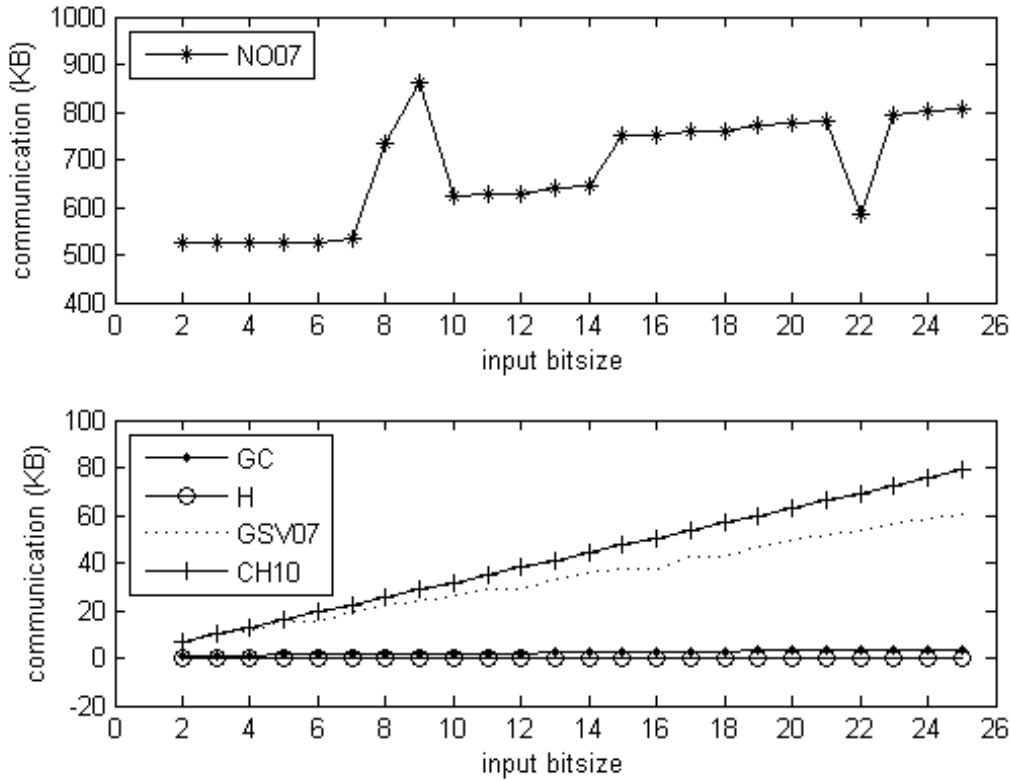 1000
900
800
700
600
500
400
communication (KB)
NO07
0 2 4 6 8 10 12 14 16 18 20 22 24 26
input bitsize
100
80
60
40
20
0
-20
communication (KB)
GC
H
GSV07
CH10
0 2 4 6 8 10 12 14 16 18 20 22 24 26
input bitsize